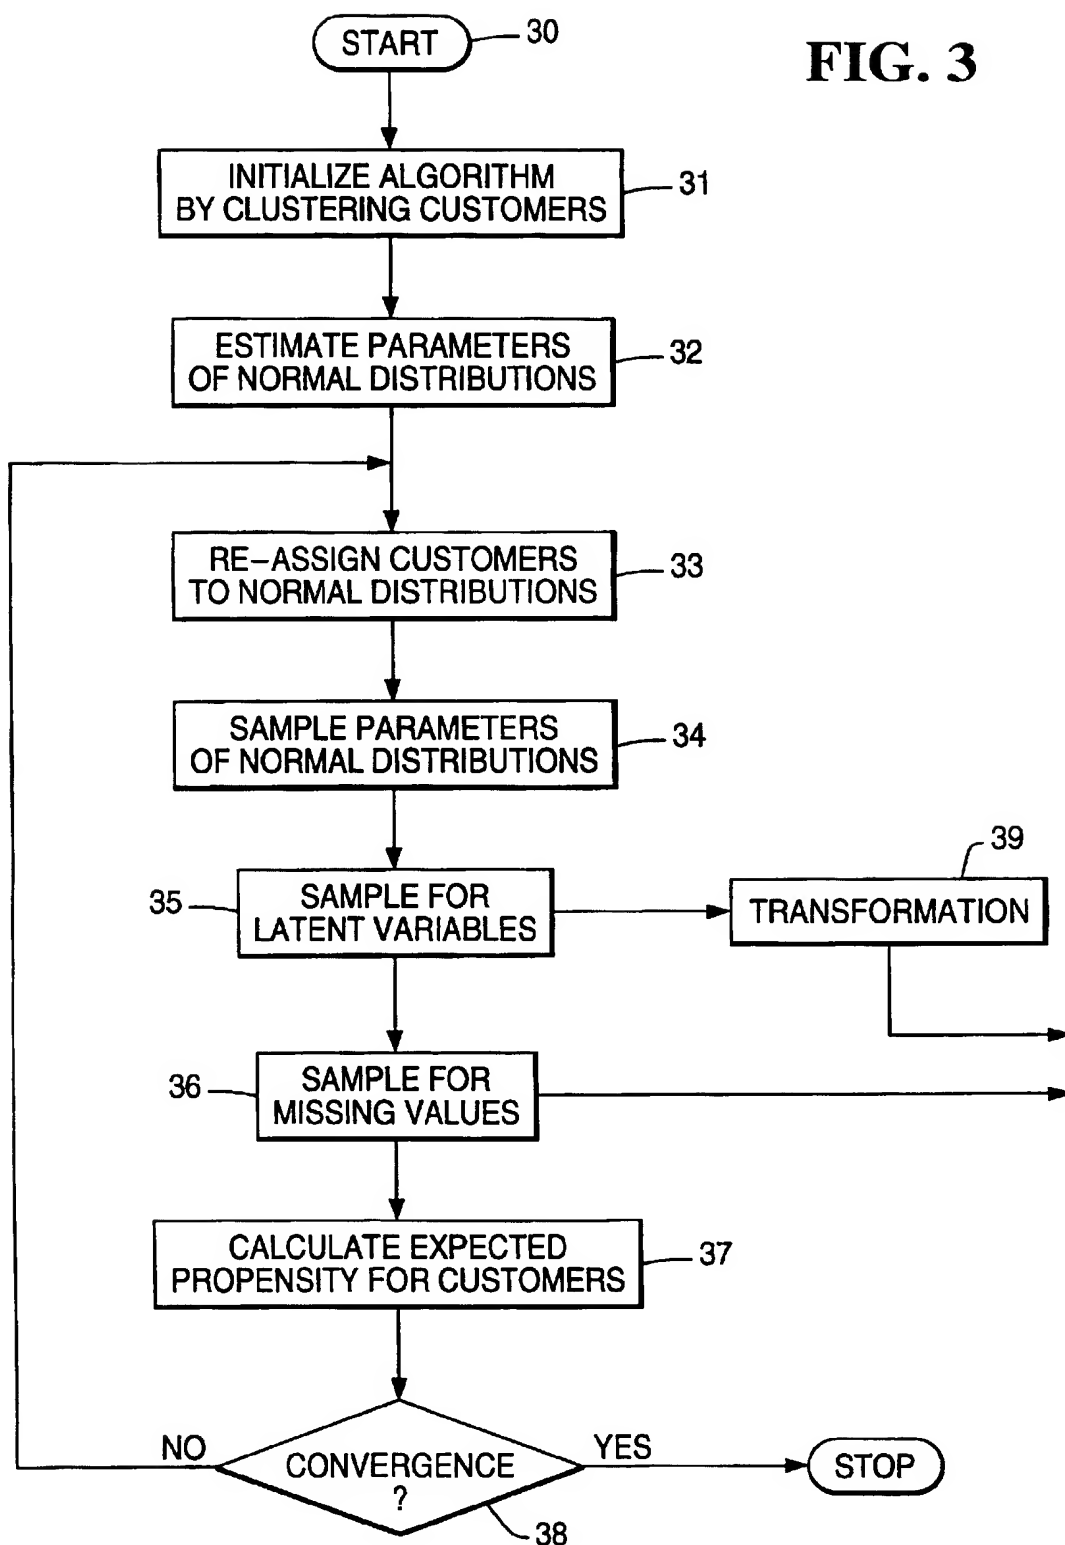 START
30
FIG. 3
INITIALIZE ALGORITHM
BY CLUSTERING CUSTOMERS
31
ESTIMATE PARAMETERS
OF NORMAL DISTRIBUTIONS
32
RE-ASSIGN CUSTOMERS
TO NORMAL DISTRIBUTIONS
33
SAMPLE PARAMETERS
OF NORMAL DISTRIBUTIONS
34
35
SAMPLE FOR
LATENT VARIABLES
39
TRANSFORMATION
36
SAMPLE FOR
MISSING VALUES
CALCULATE EXPECTED
PROPENSITY FOR CUSTOMERS
37
NO
CONVERGENCE
?
YES
STOP
38